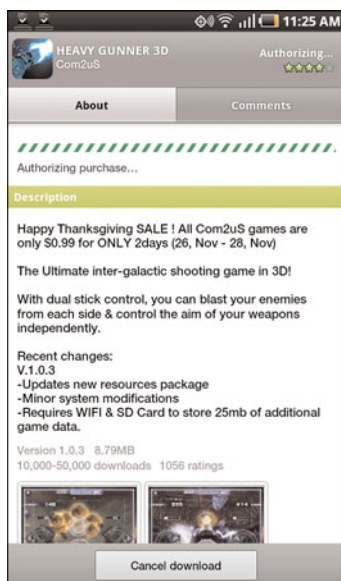 11:25 AM
HEAVY GUNNER 3D
Authorizing...
Com2uS
About
Comments
Authorizing purchase...
Description
Happy Thanksgiving SALE ! All Com2uS games are
only $0.99 for ONLY 2days (26, Nov - 28, Nov)
The Ultimate inter-galactic shooting game in 3D!
With dual stick control, you can blast your enemies
from each side & control the aim of your weapons
independently.
Recent changes:
V.1.0.3
-Updates new resources package
-Minor system modifications
-Requires WIFI & SD Card to store 25mb of additional
game data.
Version 1.0.3 8.79MB
10,000-50,000 downloads 1056 ratings
Cancel download